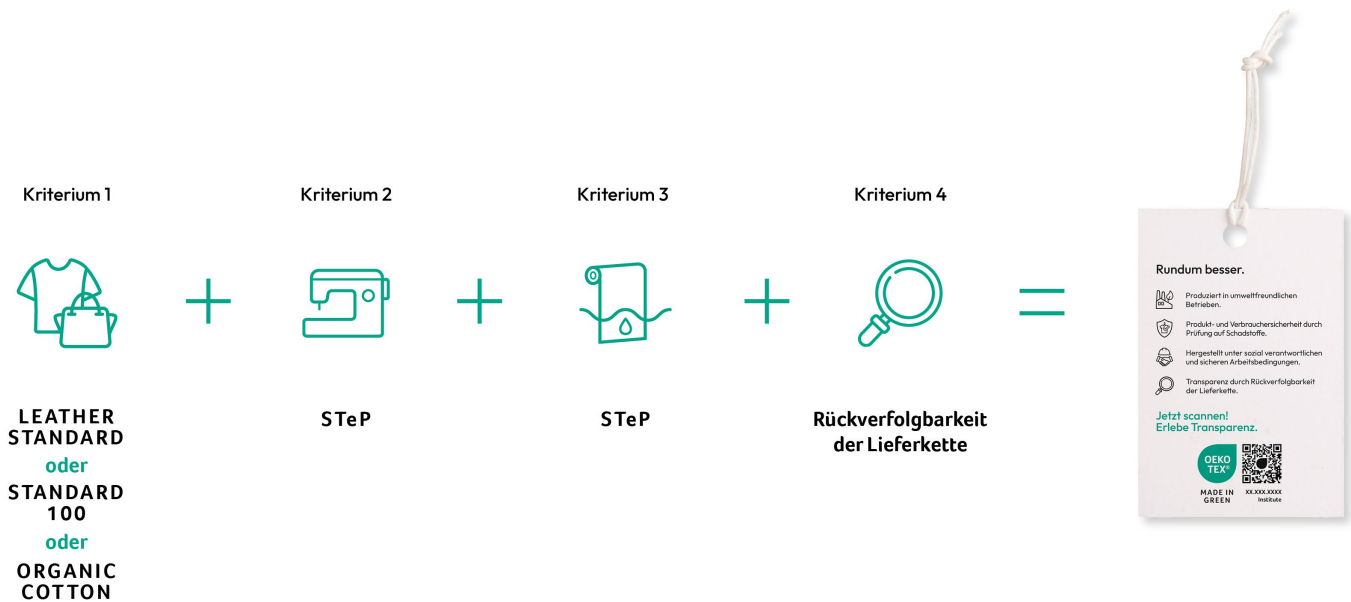 Kriterium 1
Kriterium 2
Kriterium 3
Kriterium 4
LEATHER
STANDARD
oder
STANDARD
100
oder
ORGANIC
COTTON
STeP
STeP
Rückverfolgbarkeit
der Lieferkette
Rundum besser.
Produziert in umweltfreundlichen
Betrieben.
Produkt- und Verbrauchersicherheit durch
Prüfung auf Schadstoffe.
Hergestellt unter sozial verantwortlichen
und sicheren Arbeitsbedingungen.
Transparenz durch Rückverfolgbarkeit
der Lieferkette.
Jetzt scannen!
Erlebe Transparenz.
OEKO
TEX®
MADE IN
GREEN
XX.XXX.XXXX
Institute